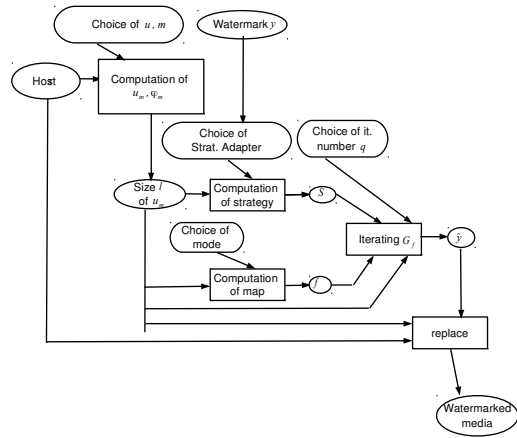 Choice of u, m
Watermark y
Host
Computation of
u_m, φ_m
Choice of
Strat. Adapter
Choice of it.
number q
Size l
of u_m
Computation
of strategy
S
Choice of
mode
Iterating G_f
ŷ
Computation
of map
f
replace
Watermarked
media